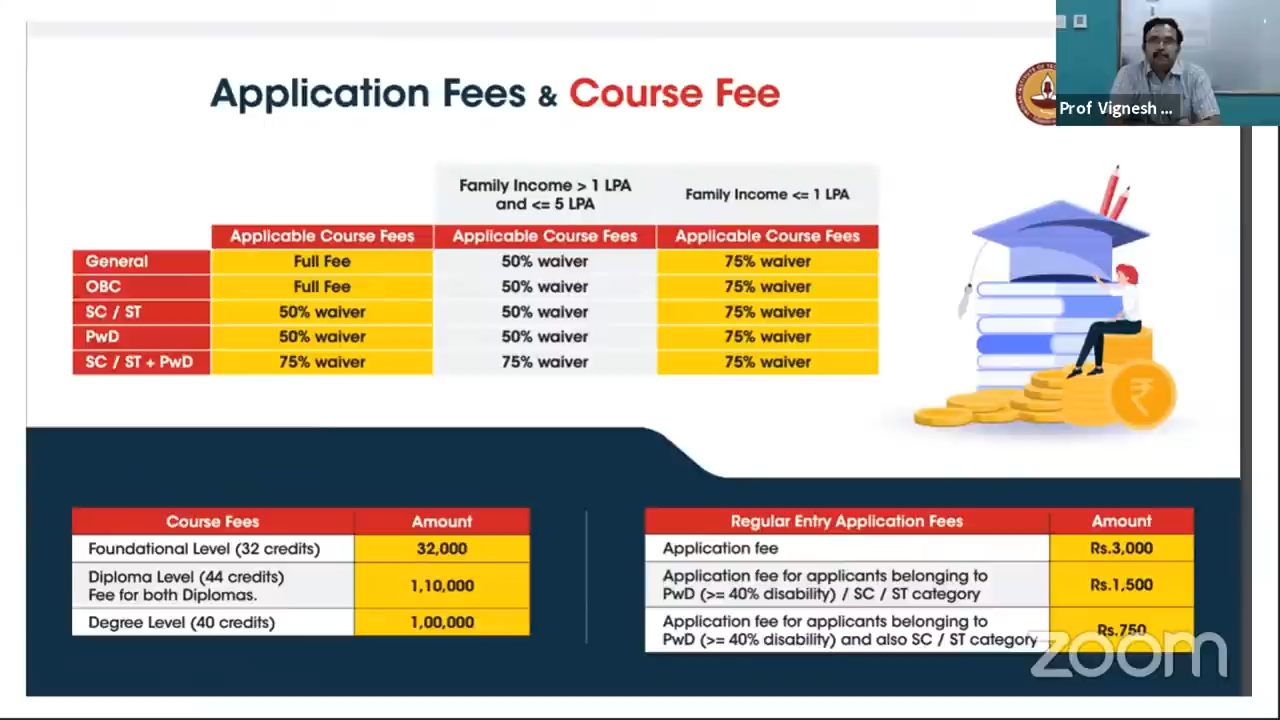 Application Fees & Course Fee
Prof Vignesh ...
Family Income > 1 LPA
and <= 5 LPA
Family Income <= 1 LPA
Applicable Course Fees Applicable Course Fees Applicable Course Fees
General Full Fee 50% waiver 75% waiver
OBC Full Fee 50% waiver 75% waiver
SC / ST 50% waiver 50% waiver 75% waiver
PwD 50% waiver 50% waiver 75% waiver
SC / ST + PwD 75% waiver 75% waiver 75% waiver
₹
Course Fees Amount
Foundational Level (32 credits) 32,000
Diploma Level (44 credits)
Fee for both Diplomas. 1,10,000
Degree Level (40 credits) 1,00,000
Regular Entry Application Fees Amount
Application fee Rs.3,000
Application fee for applicants belonging to
PwD (>= 40% disability) / SC / ST category Rs.1,500
Application fee for applicants belonging to
PwD (>= 40% disability) and also SC / ST category Rs.750
zoom